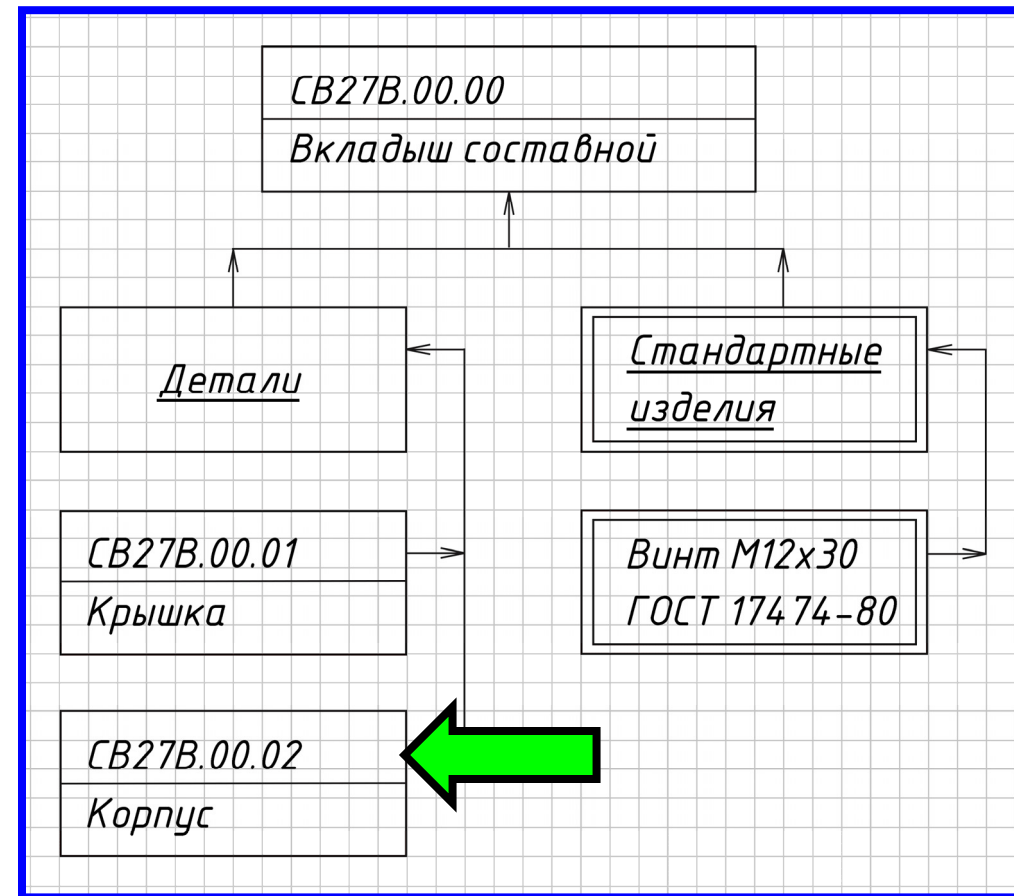 СВ27В.00.00
Вкладыш составной
Детали
Стандартные
изделия
СВ27В.00.01
Крышка
Винт М12х30
ГОСТ 17474-80
СВ27В.00.02
Корпус